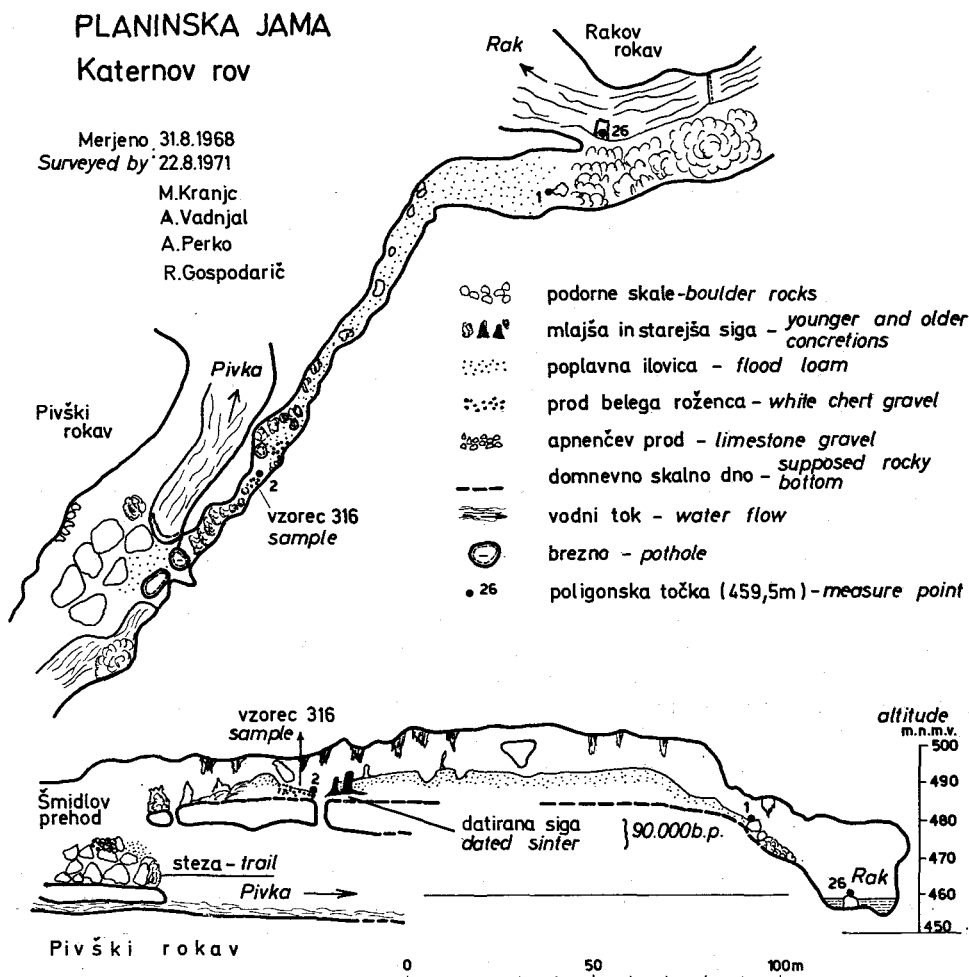 PLANINSKA JAMA
Katernov rov
Merjeno 31.8.1968
Surveyed by 22.8.1971
M.Kranjc
A.Vadnjal
A.Perko
R.Gospodarič
Rak
Rakov
rokav
26
1
Pivka
Pivški
rokav
2
vzorec 316
sample
podorne skale-boulder rocks
mlajša in starejša siga - younger and older
concretions
poplavna ilovica - flood loam
prod belega roženca - white chert gravel
apnenčev prod - limestone gravel
domnevno skalno dno - supposed rocky
bottom
vodni tok - water flow
brezno - pothole
26 poligonska točka (459,5m) - measure point
vzorec 316
sample
altitude
m.n.m.v.
500
490
480
470
460
450
2
Šmidlov
prehod
datirana siga
dated sinter
}90.000b.p.
1
steza-trail
Pivka
26 Rak
Pivški rokav
0 50 100m